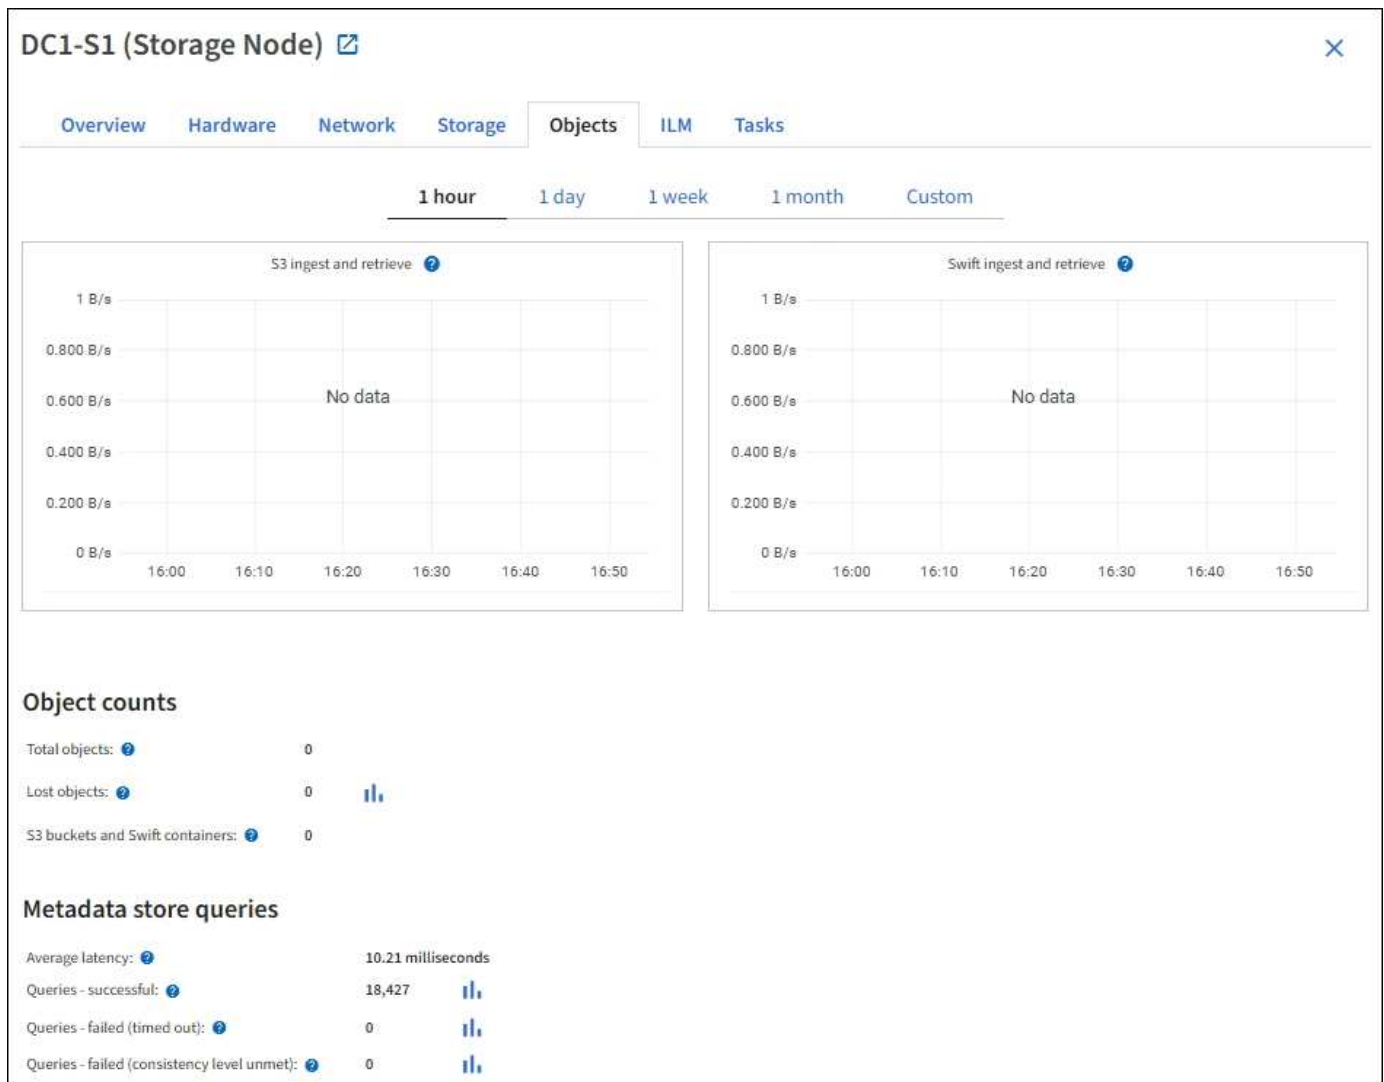 DC1-S1 (Storage Node)
Overview Hardware Network Storage Objects ILM Tasks
1 hour 1 day 1 week 1 month Custom
S3 ingest and retrieve
1 B/s
0.800 B/s
0.600 B/s
0.400 B/s
0.200 B/s
0 B/s
No data
16:00 16:10 16:20 16:30 16:40 16:50
Swift ingest and retrieve
1 B/s
0.800 B/s
0.600 B/s
0.400 B/s
0.200 B/s
0 B/s
No data
16:00 16:10 16:20 16:30 16:40 16:50
Object counts
Total objects: 0
Lost objects: 0
S3 buckets and Swift containers: 0
Metadata store queries
Average latency: 10.21 milliseconds
Queries - successful: 18,427
Queries - failed (timed out): 0
Queries - failed (consistency level unmet): 0